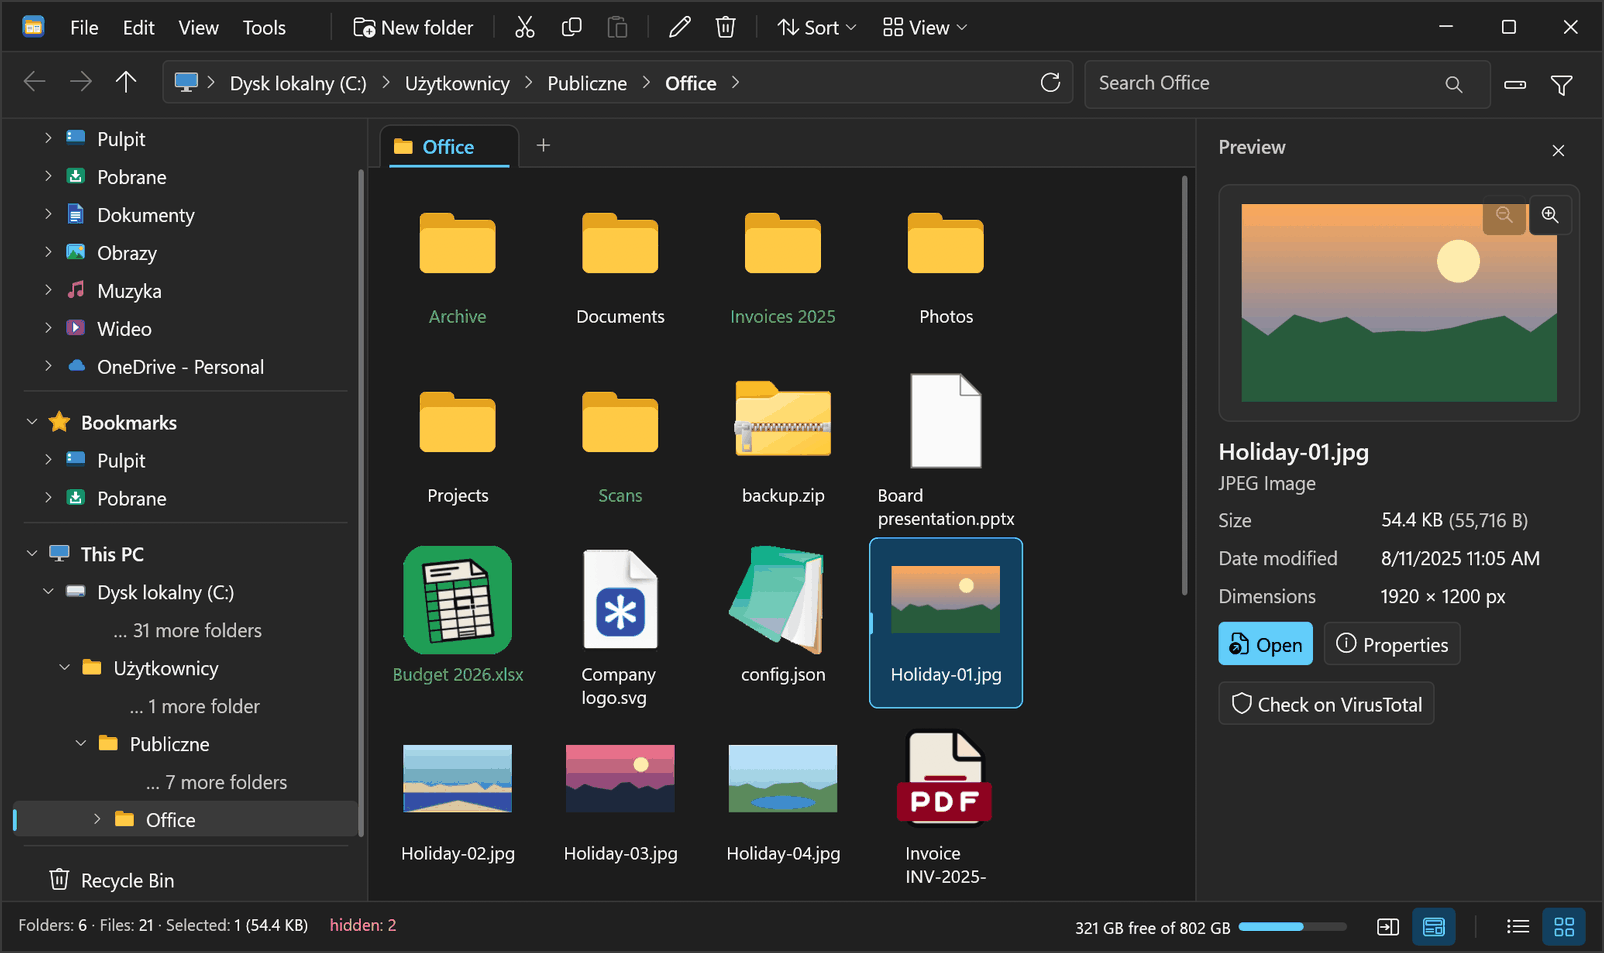 File Edit View Tools New folder Sort View
Dysk lokalny (C:) Użytkownicy Publiczne Office Search Office
Pulpit
Pobrane
Dokumenty
Obrazy
Muzyka
Wideo
OneDrive - Personal
Bookmarks
Pulpit
Pobrane
This PC
Dysk lokalny (C:)
... 31 more folders
Użytkownicy
... 1 more folder
Publiczne
... 7 more folders
Office
Recycle Bin
Office
Archive Documents Invoices 2025 Photos
Projects Scans backup.zip Board
presentation.pptx
Budget 2026.xlsx Company
logo.svg config.json Holiday-01.jpg
PDF
Holiday-02.jpg Holiday-03.jpg Holiday-04.jpg Invoice
INV-2025-
Preview
Holiday-01.jpg
JPEG Image
Size 54.4 KB (55,716 B)
Date modified 8/11/2025 11:05 AM
Dimensions 1920 × 1200 px
Open Properties
Check on VirusTotal
Folders: 6 · Files: 21 · Selected: 1 (54.4 KB) hidden: 2 321 GB free of 802 GB